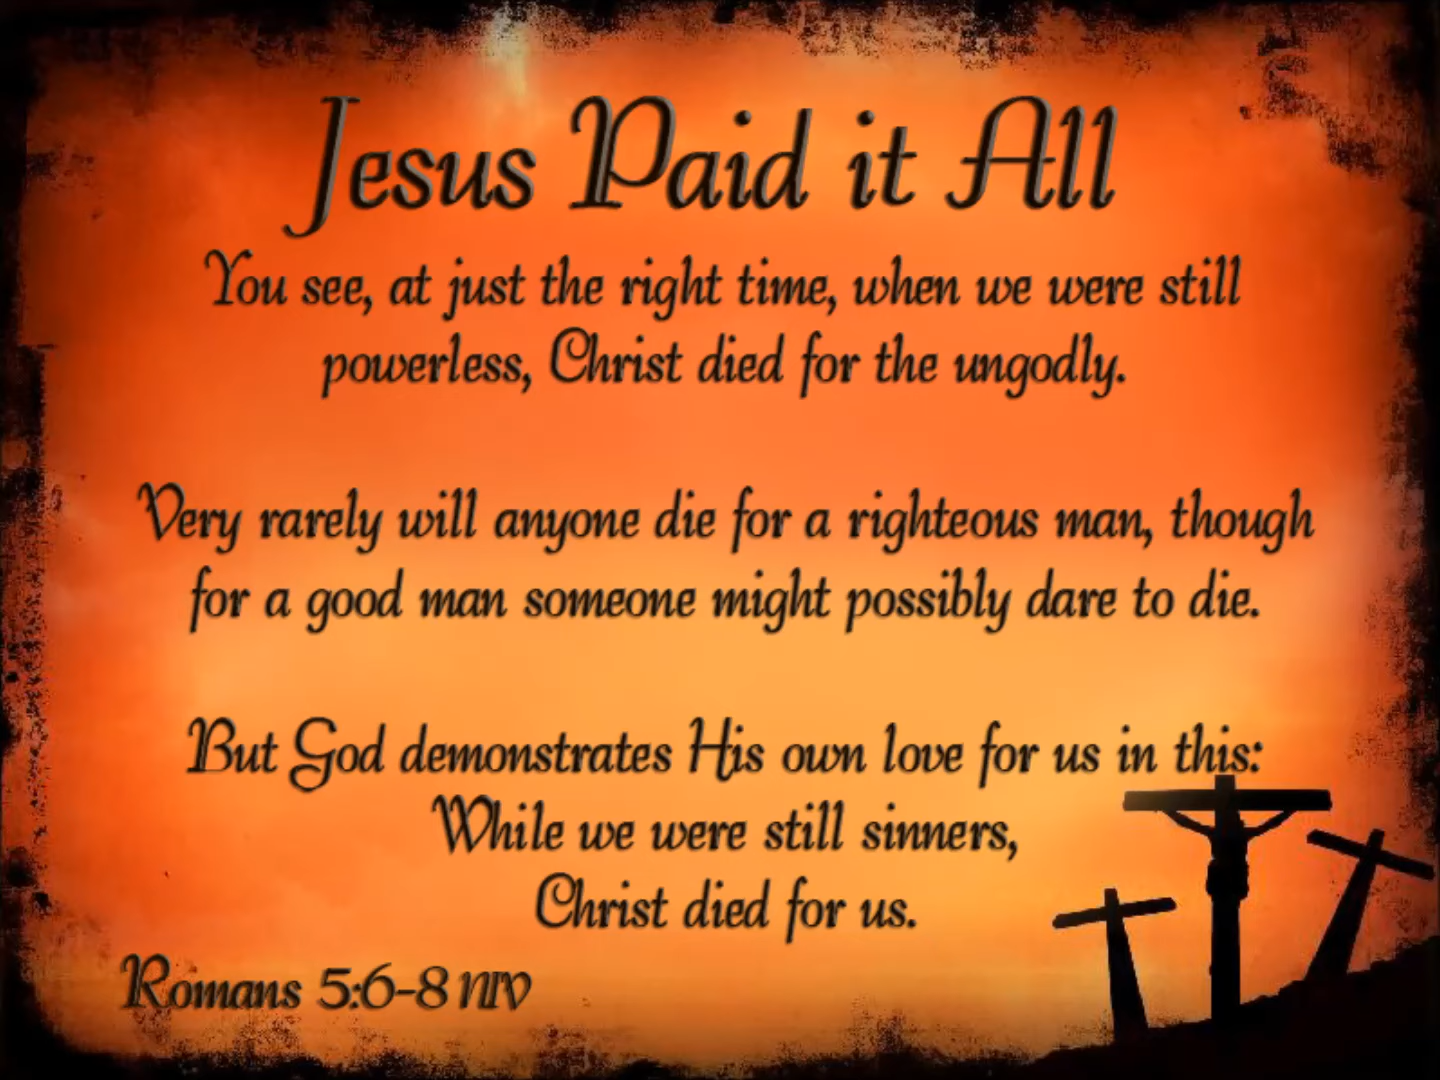 Jesus Paid it All
You see, at just the right time, when we were still
powerless, Christ died for the ungodly.
Very rarely will anyone die for a righteous man, though
for a good man someone might possibly dare to die.
But God demonstrates His own love for us in this:
While we were still sinners,
Christ died for us.
Romans 5:6-8 NIV